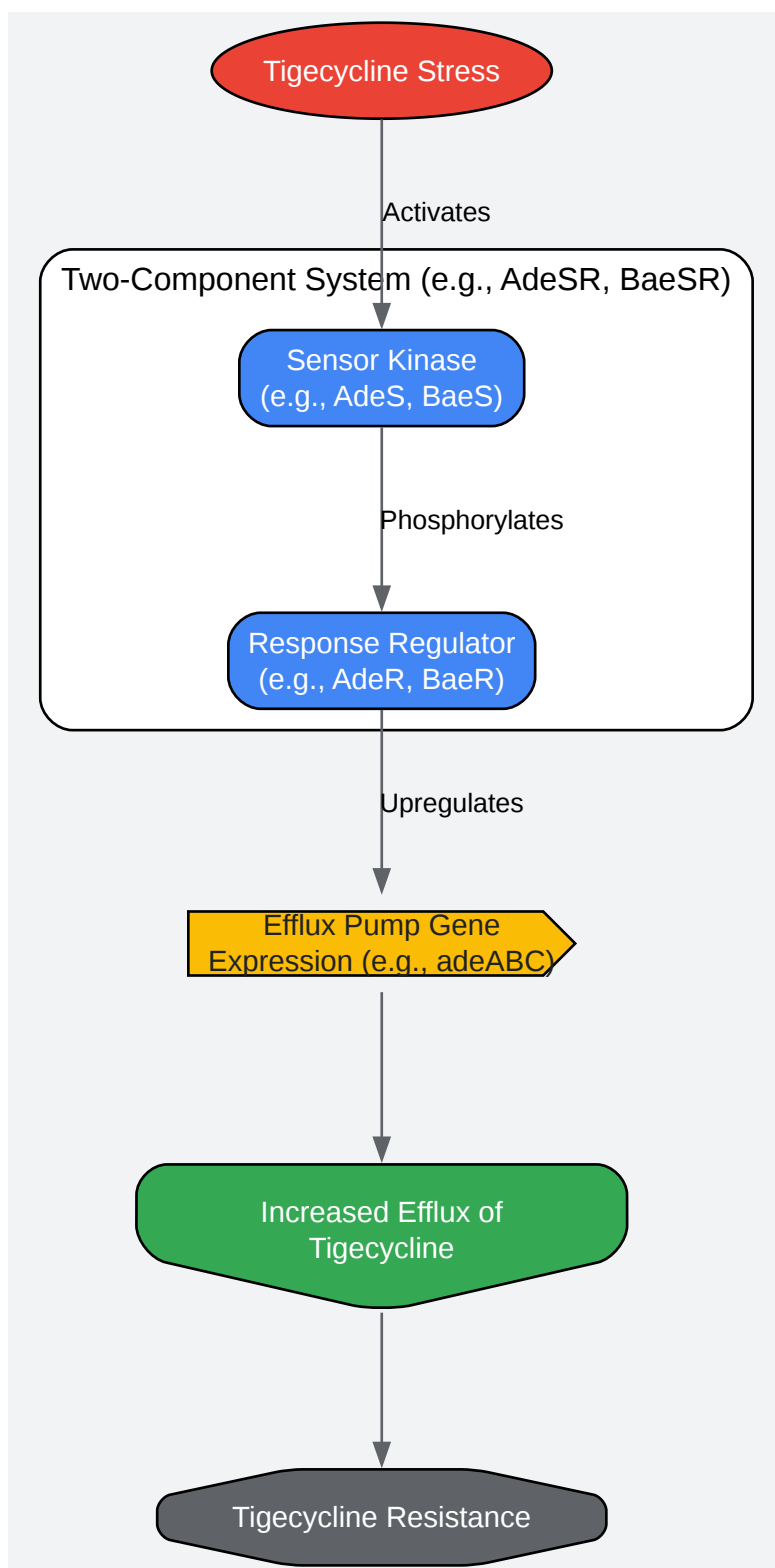 Tigecycline Stress
Activates
Two-Component System (e.g., AdeSR, BaeSR)
Sensor Kinase
(e.g., AdeS, BaeS)
Phosphorylates
Response Regulator
(e.g., AdeR, BaeR)
Upregulates
Efflux Pump Gene
Expression (e.g., adeABC)
Increased Efflux of
Tigecycline
Tigecycline Resistance